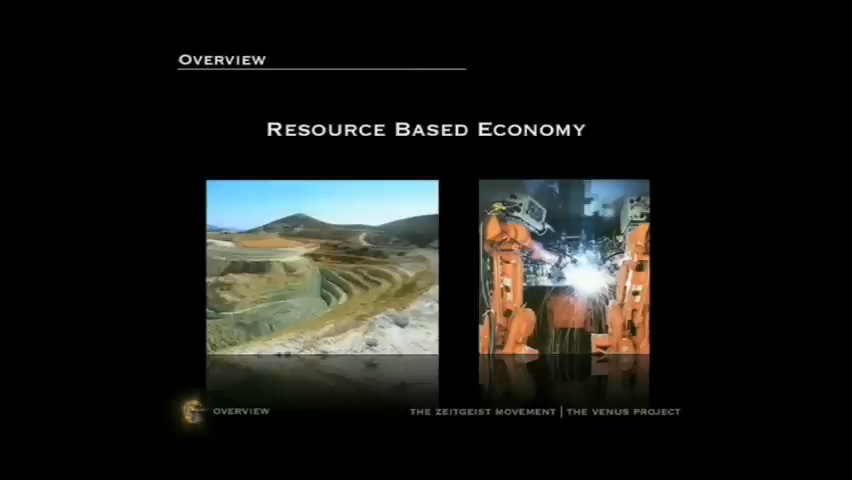 Overview
Resource Based Economy
OVERVIEW
THE ZEITGEIST MOVEMENT | THE VENUS PROJECT